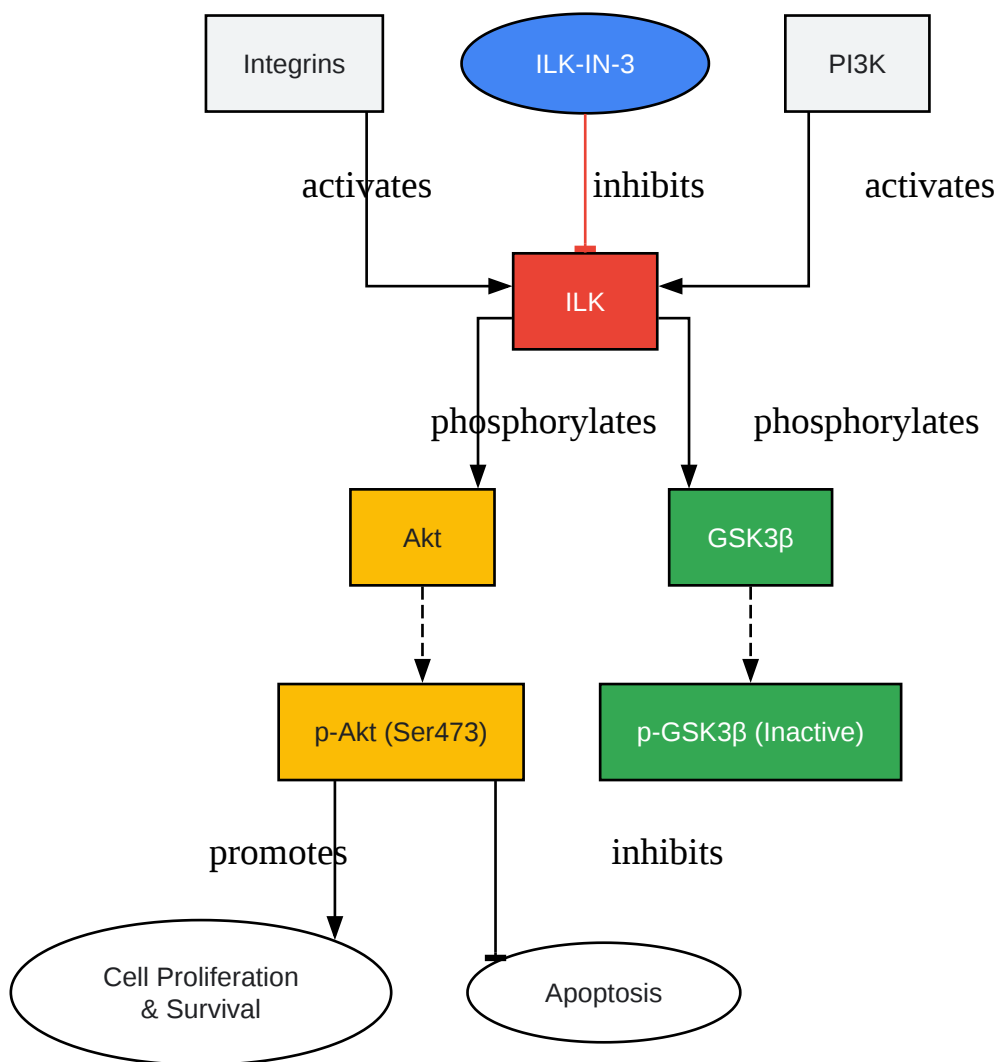 Integrins
ILK-IN-3
PI3K
activates
inhibits
activates
ILK
phosphorylates
phosphorylates
Akt
GSK3β
p-Akt (Ser473)
p-GSK3β (Inactive)
promotes
inhibits
Cell Proliferation
& Survival
Apoptosis